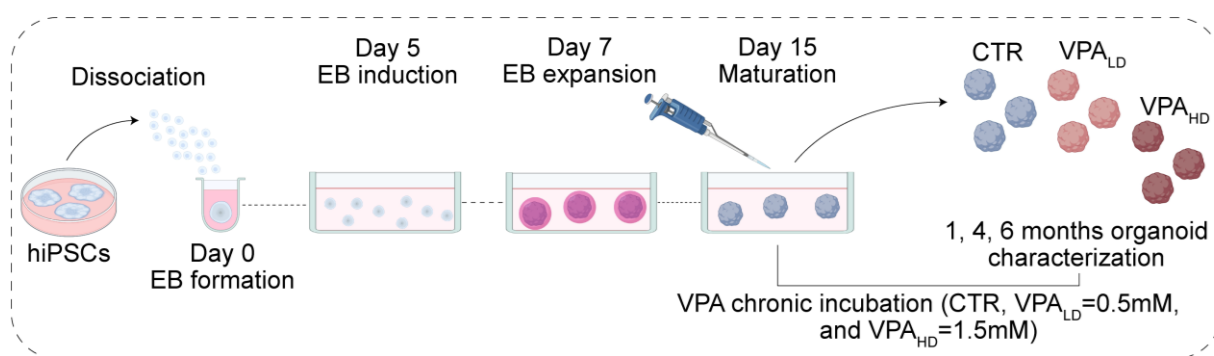 Dissociation
hiPSCs
Day 0
EB formation
Day 5
EB induction
Day 7
EB expansion
Day 15
Maturation
CTR
VPALD
VPAHD
1, 4, 6 months organoid
characterization
VPA chronic incubation (CTR, VPALD=0.5mM,
and VPAHD=1.5mM)